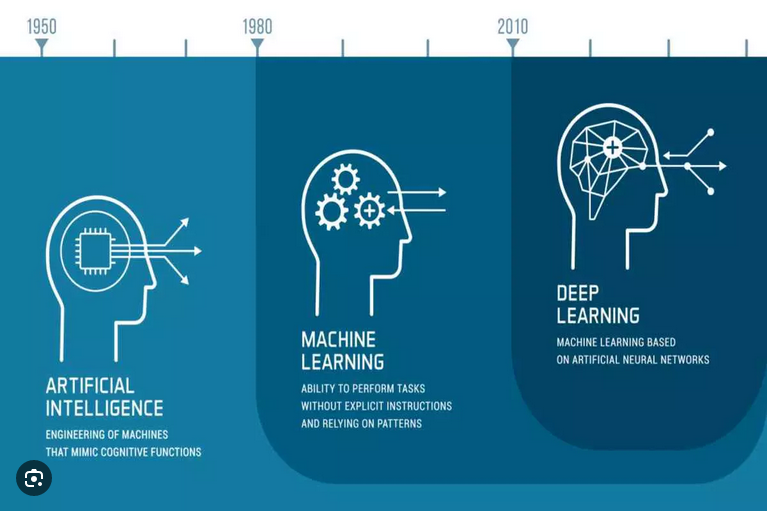 1950
1980
2010
ARTIFICIAL
INTELLIGENCE
ENGINEERING OF MACHINES
THAT MIMIC COGNITIVE FUNCTIONS
MACHINE
LEARNING
ABILITY TO PERFORM TASKS
WITHOUT EXPLICIT INSTRUCTIONS
AND RELYING ON PATTERNS
DEEP
LEARNING
MACHINE LEARNING BASED
ON ARTIFICIAL NEURAL NETWORKS